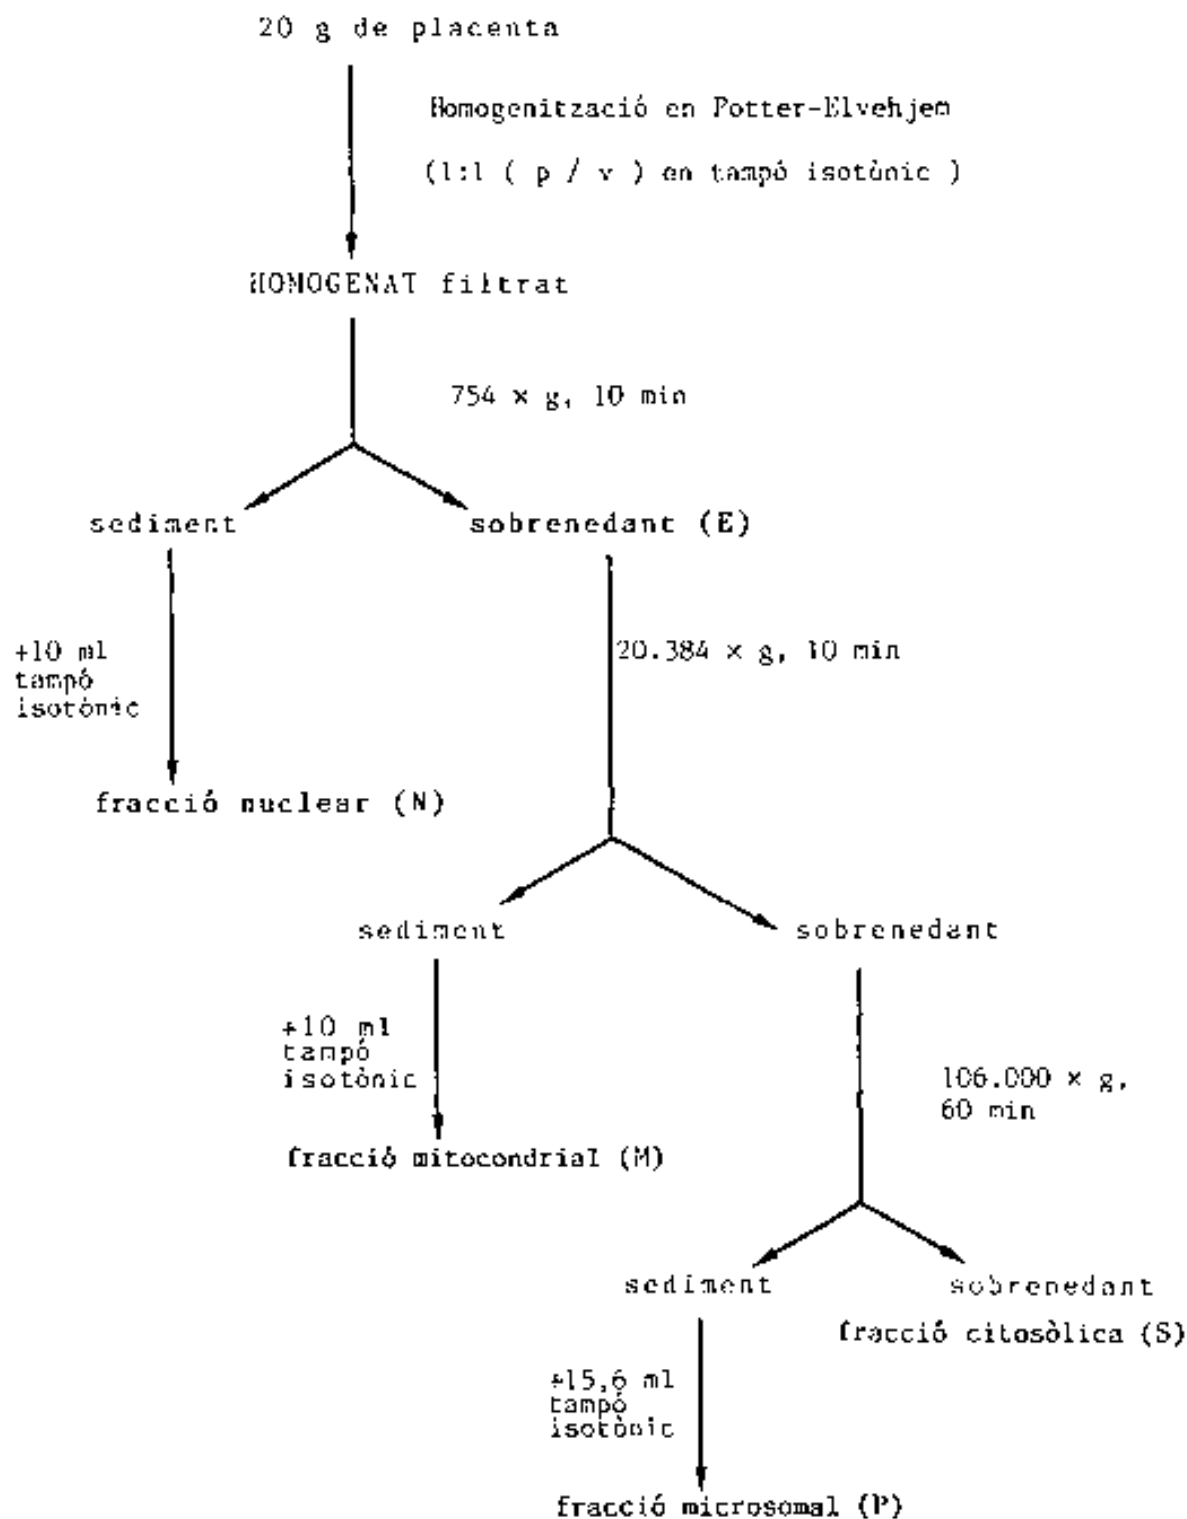 20 g de placenta
Homogenització en Potter-Elvehjem
(1:1 ( p / v ) en tampó isotònic )
HOMOGENAT filtrat
754 × g, 10 min
sediment
sobrenedant (E)
+10 ml
tampó
isotònic
20.384 × g, 10 min
fracció nuclear (N)
sediment
sobrenedant
+10 ml
tampó
isotònic
106.000 × g,
60 min
fracció mitocondrial (M)
sediment
sobrenedant
fracció citosòlica (S)
+15,6 ml
tampó
isotònic
fracció microsomal (P)